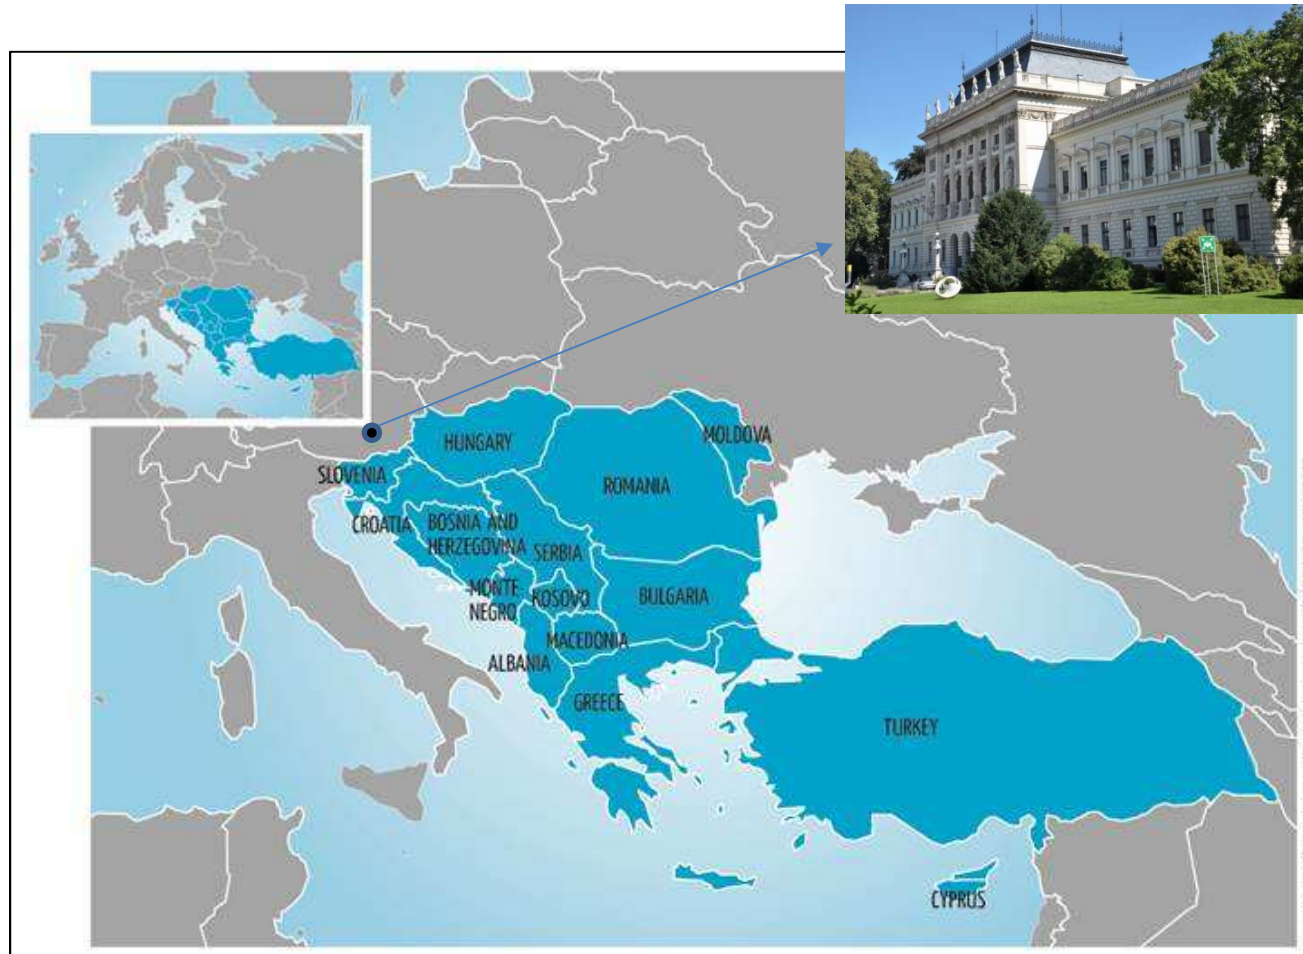 HUNGARY
MOLDOVA
SLOVENIA
ROMANIA
CROATIA
BOSNIA AND
HERZEGOVINA
SERBIA
MONTE
NEGRO
KOSOVO
BULGARIA
MACEDONIA
ALBANIA
GREECE
TURKEY
CYPRUS